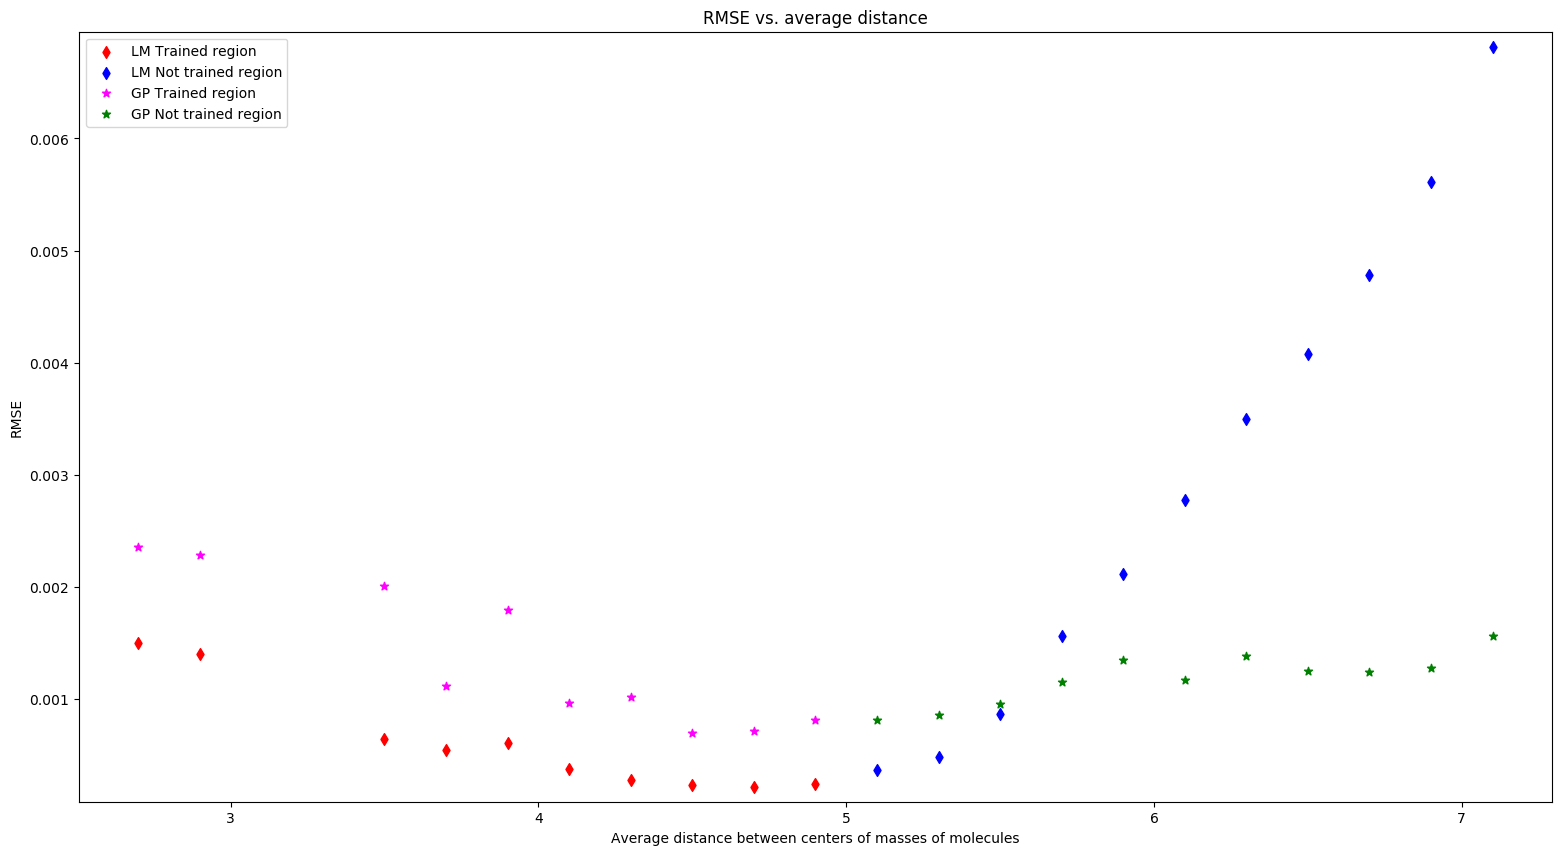 RMSE vs. average distance
LM Trained region
LM Not trained region
GP Trained region
GP Not trained region
0.006
0.005
0.004
0.003
0.002
0.001
RMSE
3 4 5 6 7
Average distance between centers of masses of molecules